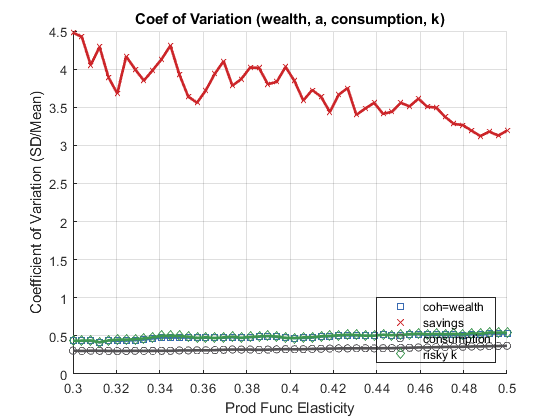 Coef of Variation (wealth, a, consumption, k)
Coefficient of Variation (SD/Mean)
4.5
4
3.5
3
2.5
2
1.5
1
0.5
0
coh=wealth
savings
consumption
risky k
0.3 0.32 0.34 0.36 0.38 0.4 0.42 0.44 0.46 0.48 0.5
Prod Func Elasticity